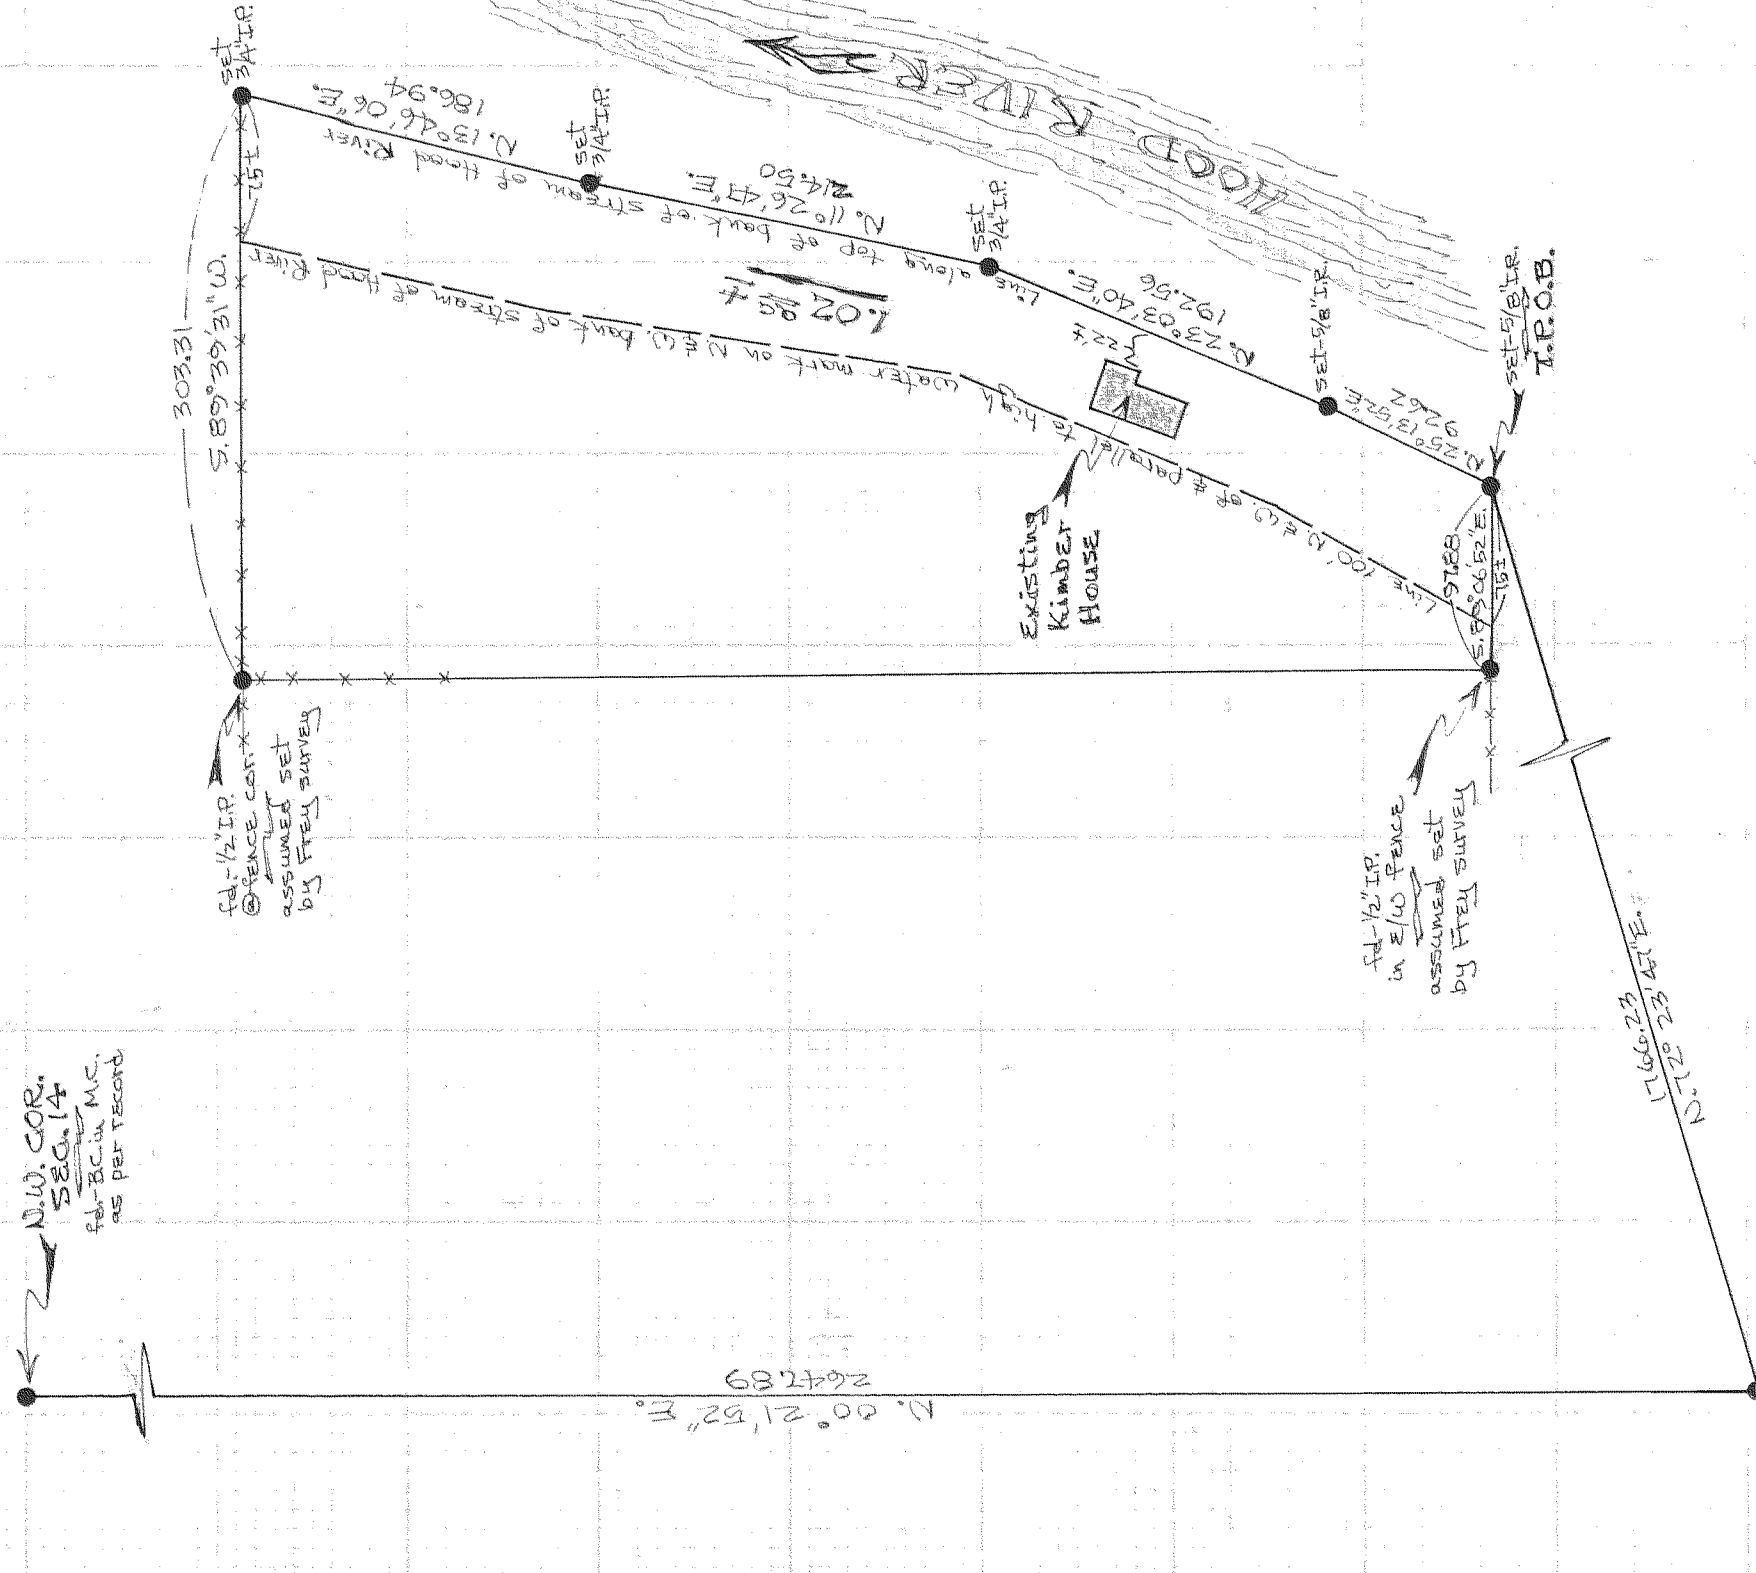 N.W. COR.
SEC. 14
fd.-B.C. in M.C.
as per record
N. 00° 21' 52" E.
2647.89
1766.23
N. 72° 23' 47" E.
fd.-1/2" I.P.
@ fence cor.
assumed set
by Frey survey
fd-1/2" I.P.
in E/W fence
assumed set
by Frey survey
303.31
S. 89° 39' 31" W.
75±
set
3/4" I.P.
N. 13° 46' 06" E.
186.94
set
3/4" I.P.
N. 11° 26' 47" E.
214.50
set
3/4" I.P.
N. 23° 03' 40" E.
192.56
set-5/8" I.R.
N. 25° 13' 52" E.
92.62
set-5/8" I.R.
T.P.O.B.
97.88
S. 89° 06' 52" E.
75±
Line along top of bank of stream of Hood River
Line 100' N. & W. of & parallel to high water mark on N. & W. bank of stream of Hood River
1.02 ac ±
22'±
Existing
Kimber
House
HOOD RIVER